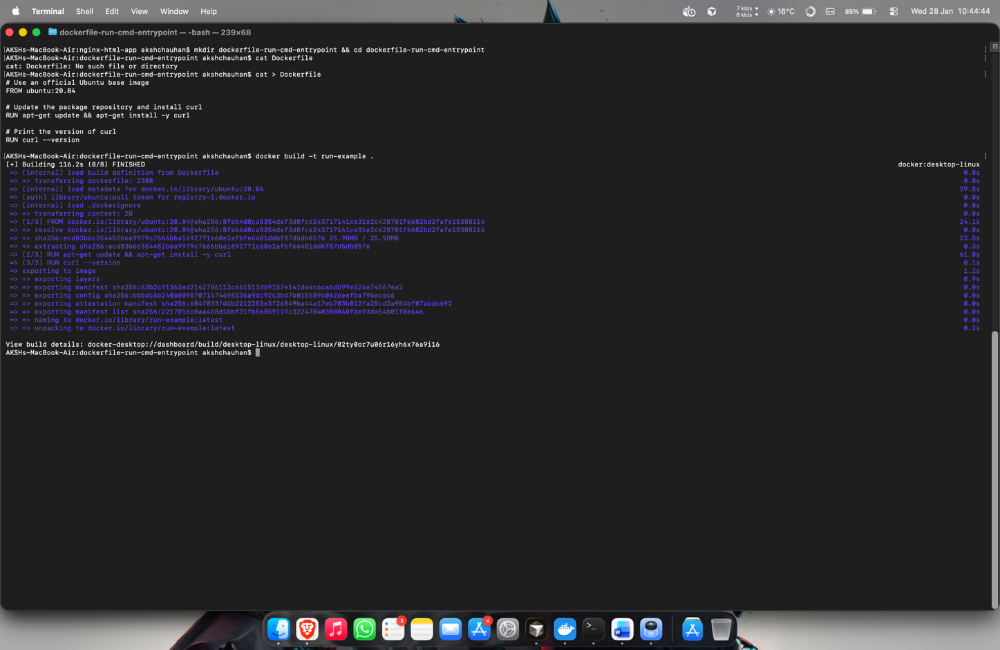 Terminal Shell Edit View Window Help 7 kb/s 8 kb/s 16°C 85% Wed 28 Jan 10:44:44
dockerfile-run-cmd-entrypoint — -bash — 239×68
[AKSHs-MacBook-Air:nginx-html-app akshchauhan$ mkdir dockerfile-run-cmd-entrypoint && cd dockerfile-run-cmd-entrypoint ]
[AKSHs-MacBook-Air:dockerfile-run-cmd-entrypoint akshchauhan$ cat Dockerfile ]
cat: Dockerfile: No such file or directory
[AKSHs-MacBook-Air:dockerfile-run-cmd-entrypoint akshchauhan$ cat > Dockerfile ]
# Use an official Ubuntu base image
FROM ubuntu:20.04
# Update the package repository and install curl
RUN apt-get update && apt-get install -y curl
# Print the version of curl
RUN curl --version
[AKSHs-MacBook-Air:dockerfile-run-cmd-entrypoint akshchauhan$ docker build -t run-example . ]
[+] Building 116.2s (8/8) FINISHED docker:desktop-linux
=> [internal] load build definition from Dockerfile 0.0s
=> => transferring dockerfile: 238B 0.0s
=> [internal] load metadata for docker.io/library/ubuntu:20.04 29.8s
=> [auth] library/ubuntu:pull token for registry-1.docker.io 0.0s
=> [internal] load .dockerignore 0.0s
=> => transferring context: 2B 0.0s
=> [1/3] FROM docker.io/library/ubuntu:20.04@sha256:8feb4d8ca5354def3d8fce243717141ce31e2c428701f6682bd2fafe15388214 24.1s
=> => resolve docker.io/library/ubuntu:20.04@sha256:8feb4d8ca5354def3d8fce243717141ce31e2c428701f6682bd2fafe15388214 0.0s
=> => sha256:ecd83b6c354452b6a9979c7666bba16927f1e60e2afbfe6401dd6f87d5db8576 25.98MB / 25.98MB 23.8s
=> => extracting sha256:ecd83b6c354452b6a9979c7666bba16927f1e60e2afbfe6401dd6f87d5db8576 0.3s
=> [2/3] RUN apt-get update && apt-get install -y curl 61.0s
=> [3/3] RUN curl --version 0.1s
=> exporting to image 1.2s
=> => exporting layers 0.9s
=> => exporting manifest sha256:63b2c91363ad2142786113c661511d69157e141da4c6ca6db99e524e74567ea2 0.0s
=> => exporting config sha256:bbbdc6b240a00957071474698136a9dc92c3bd7b015589c0626eefba79becec6 0.0s
=> => exporting attestation manifest sha256:604f033fddb2212253e3f26849ba44a17eb703b012fa25cd2a954bf07abdc692 0.0s
=> => exporting manifest list sha256:2217016c8aa4b8d1bbf31fb5e859119c32247040380040fde93da54b01f0e646 0.0s
=> => naming to docker.io/library/run-example:latest 0.0s
=> => unpacking to docker.io/library/run-example:latest 0.2s
View build details: docker-desktop://dashboard/build/desktop-linux/desktop-linux/02ty0or7u06r16yh6x76a9i16
AKSHs-MacBook-Air:dockerfile-run-cmd-entrypoint akshchauhan$
3 4 >_ W